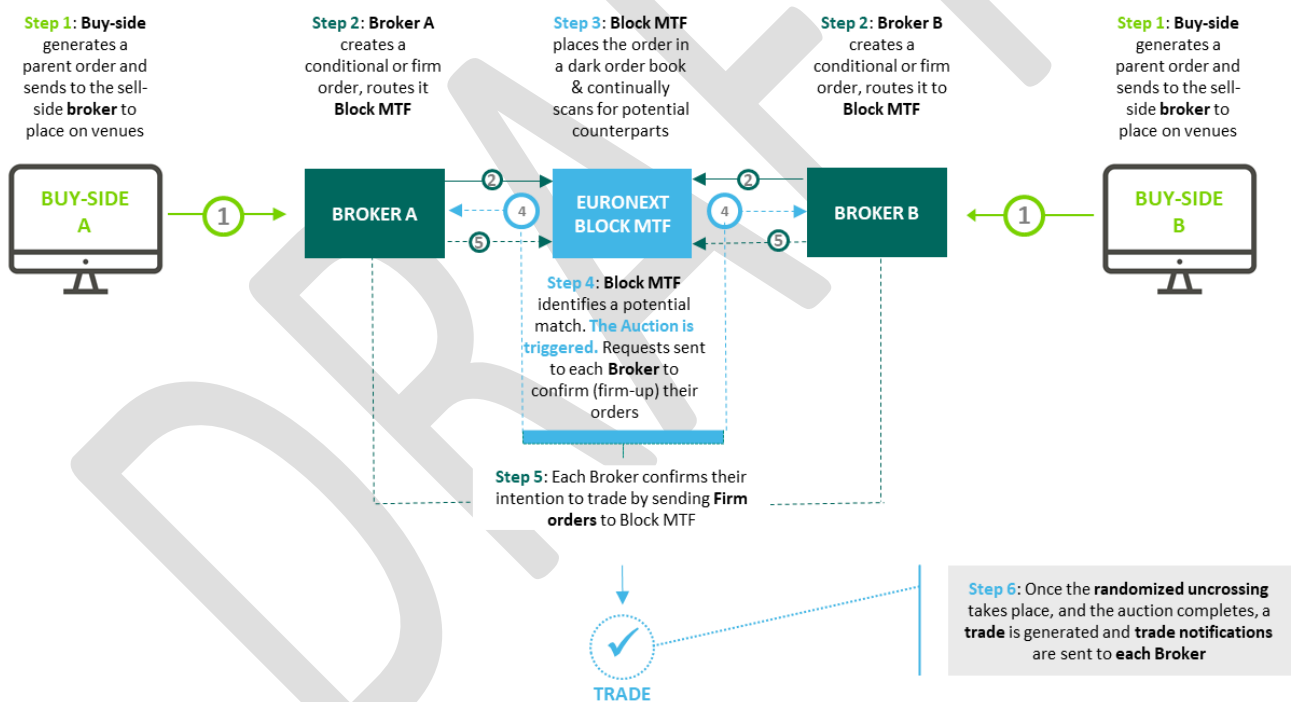 Step 1: Buy-side
generates a
parent order and
sends to the sell-
side broker to
place on venues
Step 2: Broker A
creates a
conditional or firm
order, routes it
Block MTF
Step 3: Block MTF
places the order in
a dark order book
& continually
scans for potential
counterparts
Step 2: Broker B
creates a
conditional or firm
order, routes it to
Block MTF
Step 1: Buy-side
generates a
parent order and
sends to the sell-
side broker to
place on venues
BUY-SIDE
A
1
BROKER A
2
4
5
EURONEXT
BLOCK MTF
2
4
5
BROKER B
1
BUY-SIDE
B
Step 4: Block MTF
identifies a potential
match. The Auction is
triggered. Requests sent
to each Broker to
confirm (firm-up) their
orders
Step 5: Each Broker confirms their
intention to trade by sending Firm
orders to Block MTF
Step 6: Once the randomized uncrossing
takes place, and the auction completes, a
trade is generated and trade notifications
are sent to each Broker
TRADE
DRAFT